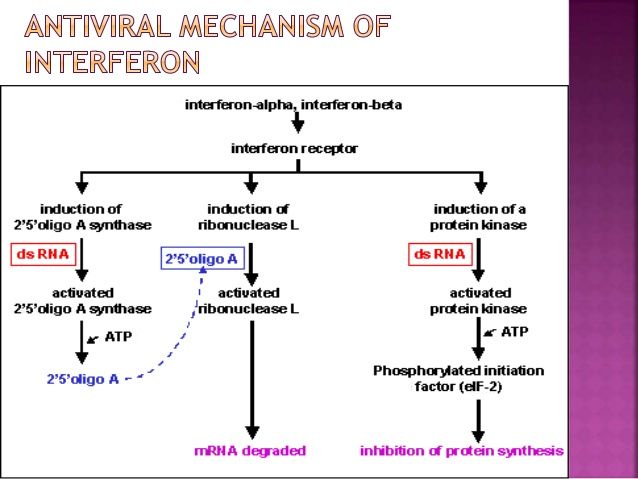 ANTIVIRAL MECHANISM OF
INTERFERON
interferon-alpha, interferon-beta
interferon receptor
induction of
2'5'oligo A synthase
induction of
ribonuclease L
induction of a
protein kinase
ds RNA
2'5'oligo A
ds RNA
activated
2'5'oligo A synthase
activated
ribonuclease L
activated
protein kinase
ATP
ATP
2'5'oligo A
Phosphorylated initiation
factor (eIF-2)
mRNA degraded
inhibition of protein synthesis